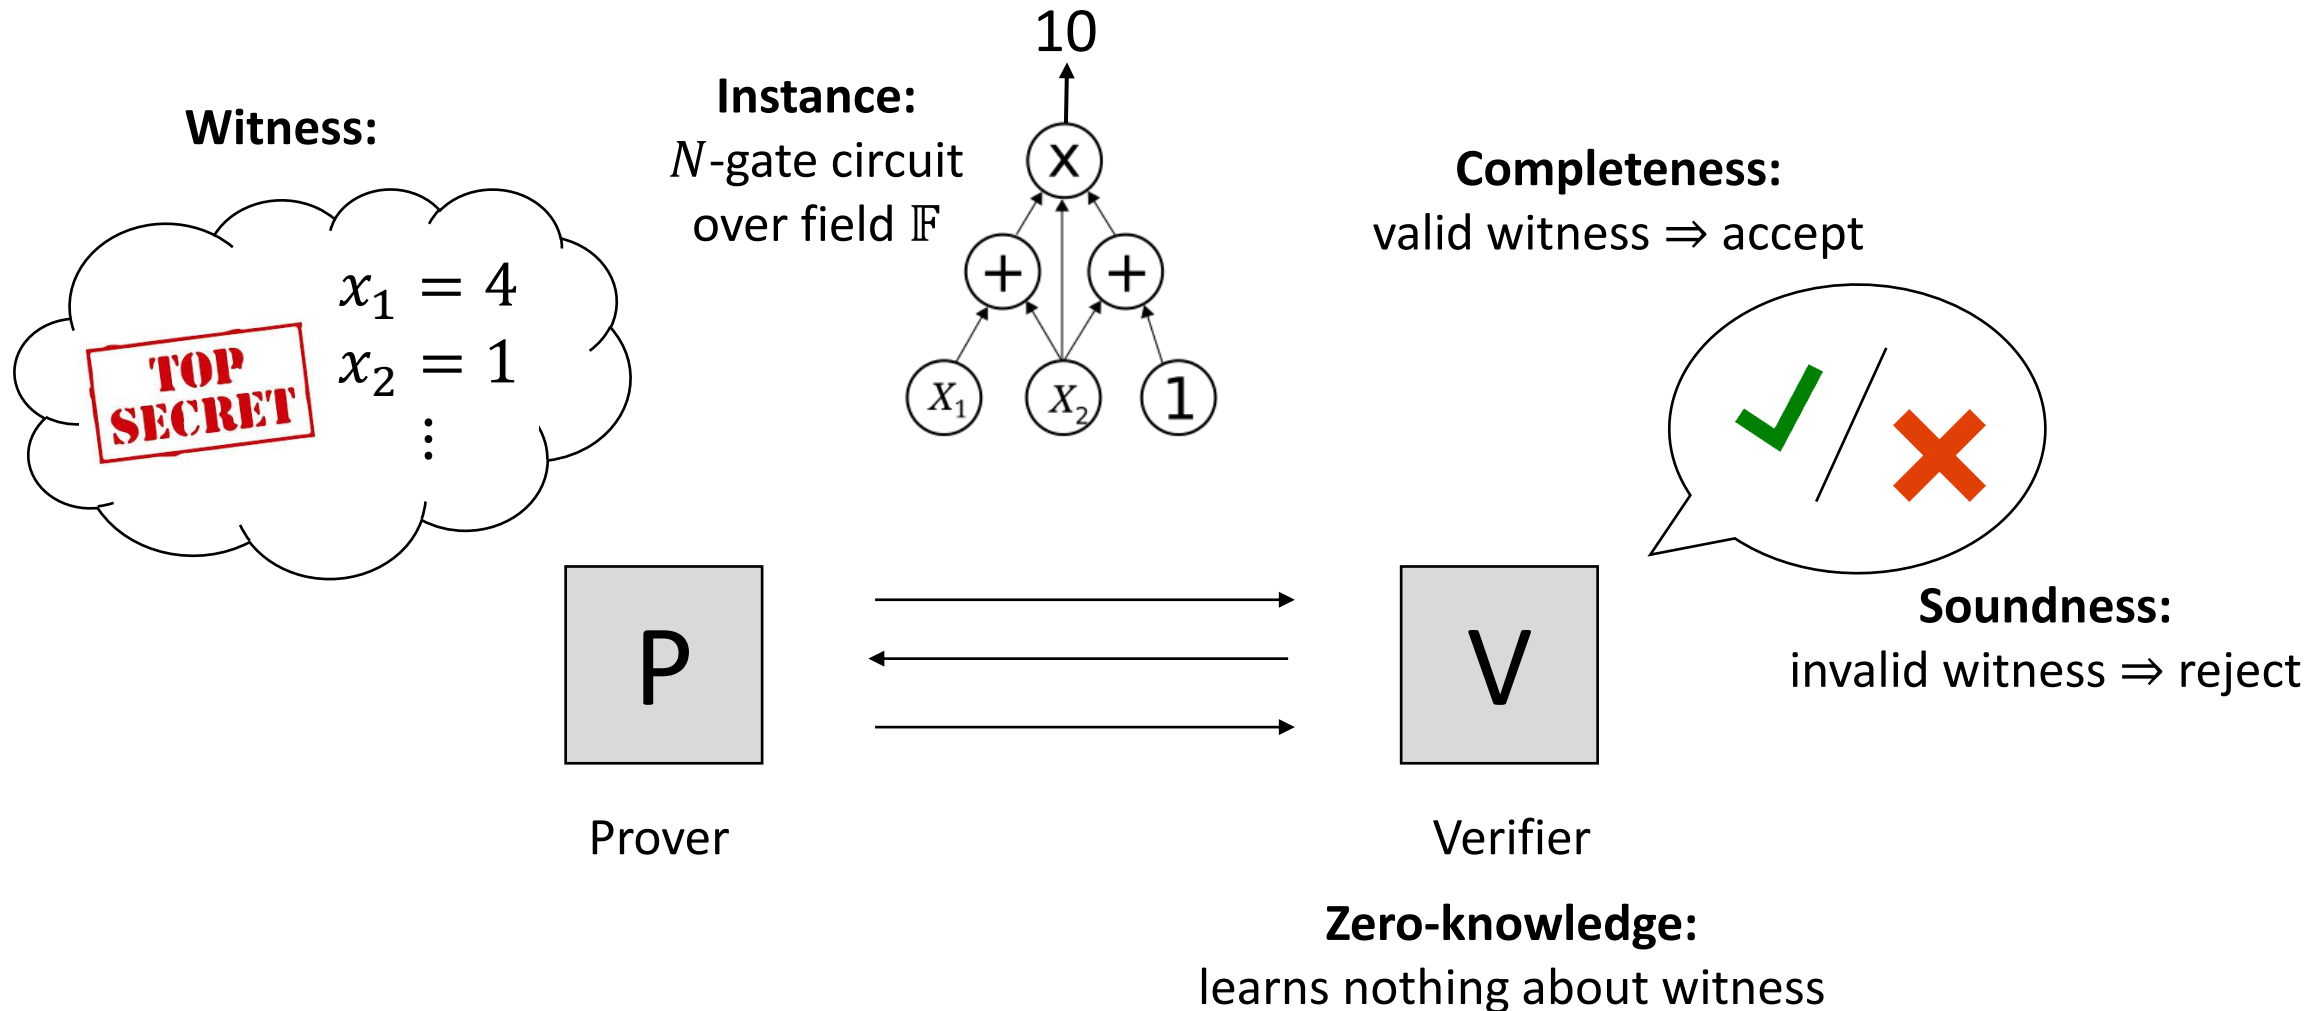 Witness:
TOP
SECRET
x₁ = 4
x₂ = 1
⋮
Instance:
N-gate circuit
over field 𝔽
10
x
+ +
X₁ X₂ 1
Completeness:
valid witness ⇒ accept
Soundness:
invalid witness ⇒ reject
P
V
Prover
Verifier
Zero-knowledge:
learns nothing about witness